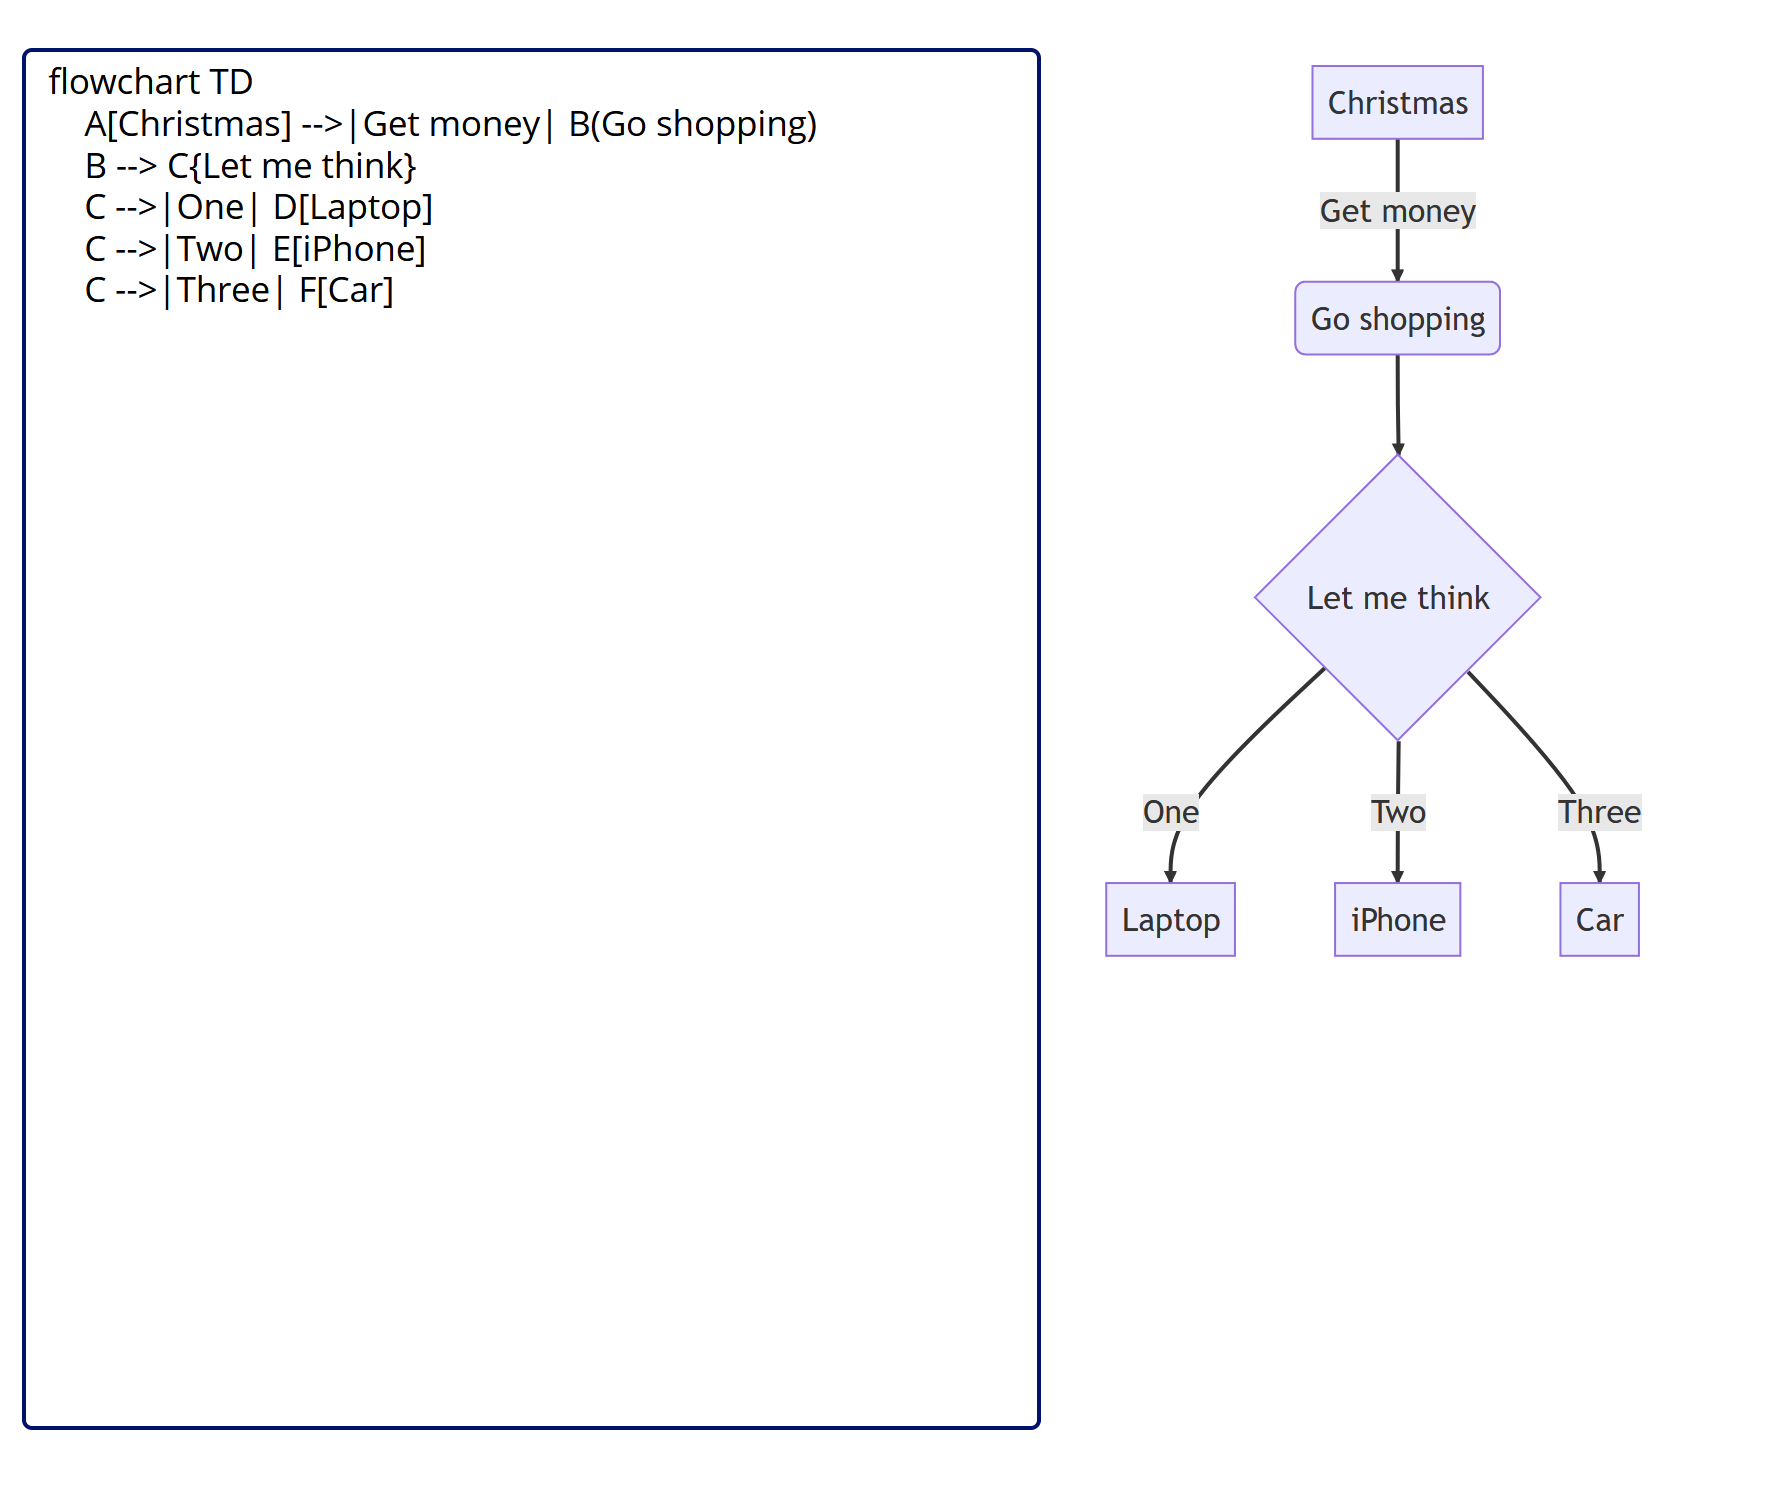 flowchart TD
    A[Christmas] -->|Get money| B(Go shopping)
    B --> C{Let me think}
    C -->|One| D[Laptop]
    C -->|Two| E[iPhone]
    C -->|Three| F[Car]
Christmas
Get money
Go shopping
Let me think
One Two Three
Laptop iPhone Car